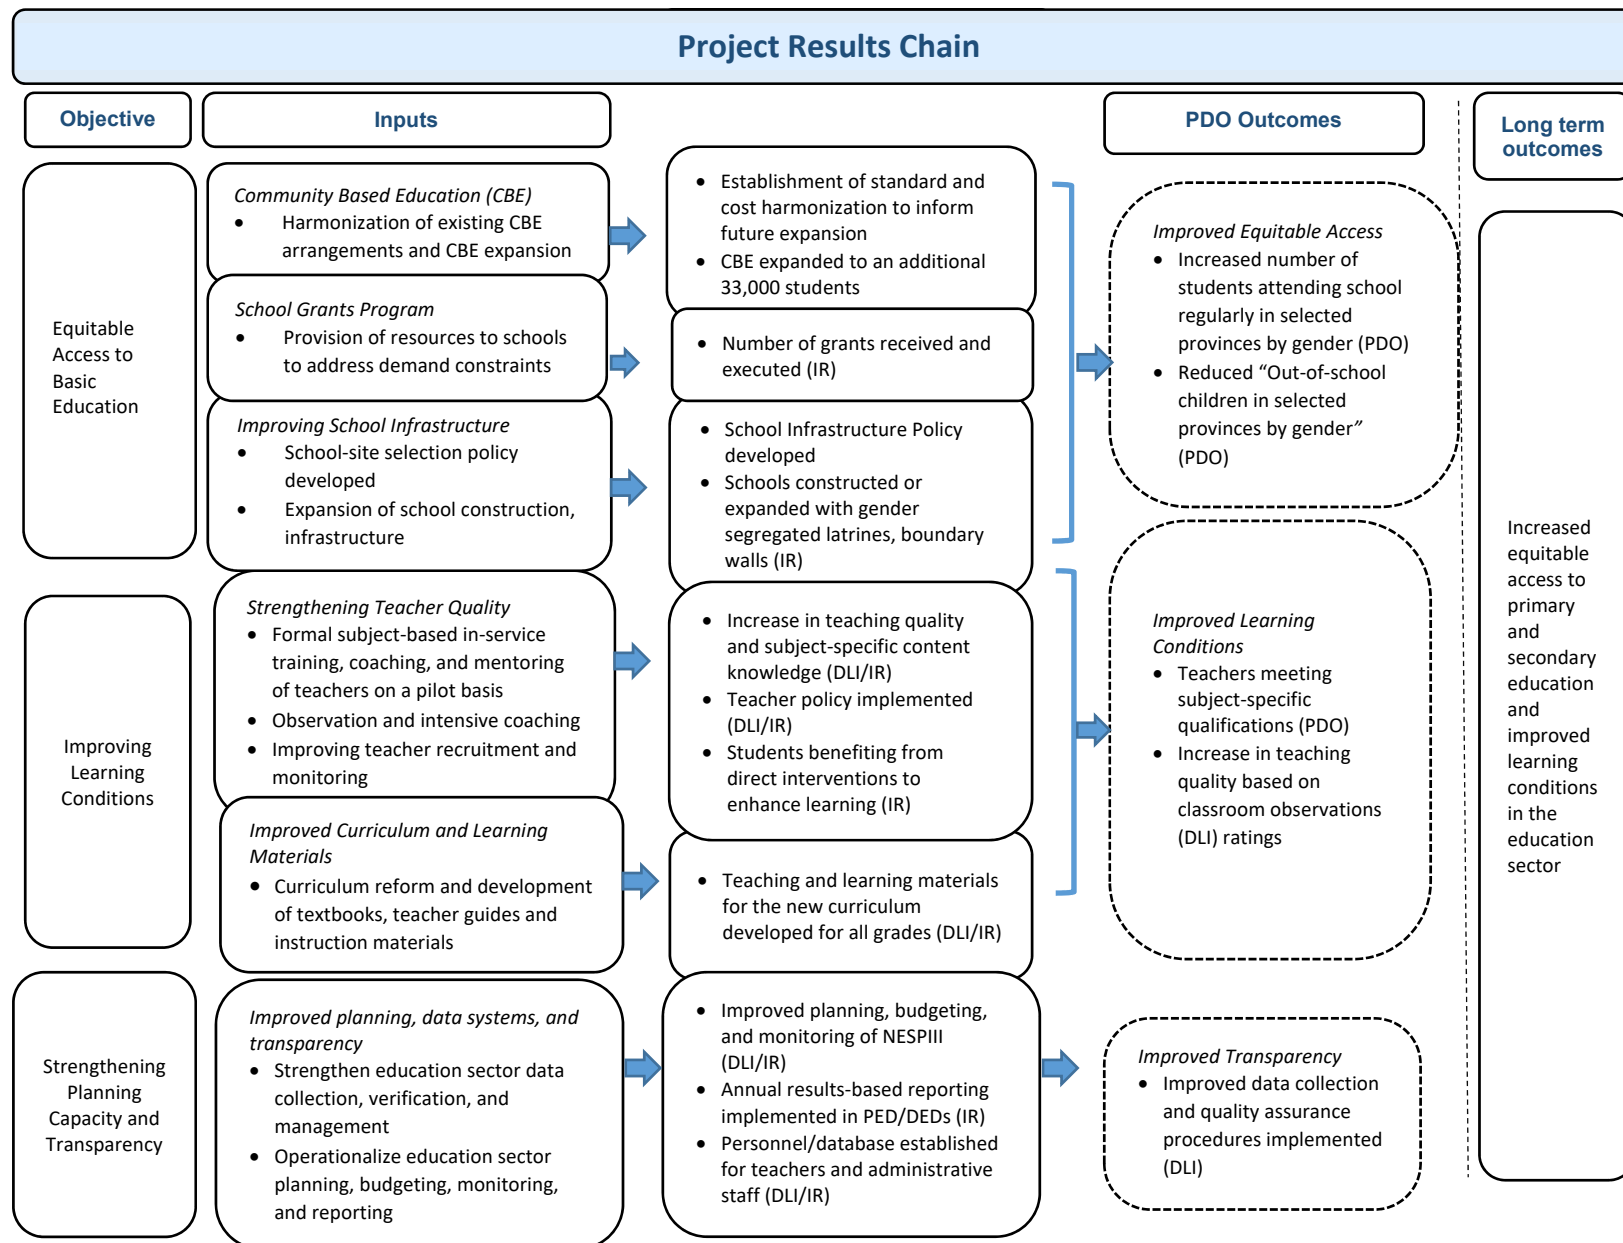 Project Results Chain
Objective
Inputs
PDO Outcomes
Long term
outcomes
Equitable
Access to
Basic
Education
Community Based Education (CBE)
• Harmonization of existing CBE
arrangements and CBE expansion
• Establishment of standard and
cost harmonization to inform
future expansion
• CBE expanded to an additional
33,000 students
School Grants Program
• Provision of resources to schools
to address demand constraints
• Number of grants received and
executed (IR)
Improving School Infrastructure
• School-site selection policy
developed
• Expansion of school construction,
infrastructure
• School Infrastructure Policy
developed
• Schools constructed or
expanded with gender
segregated latrines, boundary
walls (IR)
Improved Equitable Access
• Increased number of
students attending school
regularly in selected
provinces by gender (PDO)
• Reduced “Out-of-school
children in selected
provinces by gender”
(PDO)
Improving
Learning
Conditions
Strengthening Teacher Quality
• Formal subject-based in-service
training, coaching, and mentoring
of teachers on a pilot basis
• Observation and intensive coaching
• Improving teacher recruitment and
monitoring
• Increase in teaching quality
and subject-specific content
knowledge (DLI/IR)
• Teacher policy implemented
(DLI/IR)
• Students benefiting from
direct interventions to
enhance learning (IR)
Improved Curriculum and Learning
Materials
• Curriculum reform and development
of textbooks, teacher guides and
instruction materials
• Teaching and learning materials
for the new curriculum
developed for all grades (DLI/IR)
Improved Learning
Conditions
• Teachers meeting
subject-specific
qualifications (PDO)
• Increase in teaching
quality based on
classroom observations
(DLI) ratings
Strengthening
Planning
Capacity and
Transparency
Improved planning, data systems, and
transparency
• Strengthen education sector data
collection, verification, and
management
• Operationalize education sector
planning, budgeting, monitoring,
and reporting
• Improved planning, budgeting,
and monitoring of NESPIII
(DLI/IR)
• Annual results-based reporting
implemented in PED/DEDs (IR)
• Personnel/database established
for teachers and administrative
staff (DLI/IR)
Improved Transparency
• Improved data collection
and quality assurance
procedures implemented
(DLI)
Increased
equitable
access to
primary
and
secondary
education
and
improved
learning
conditions
in the
education
sector